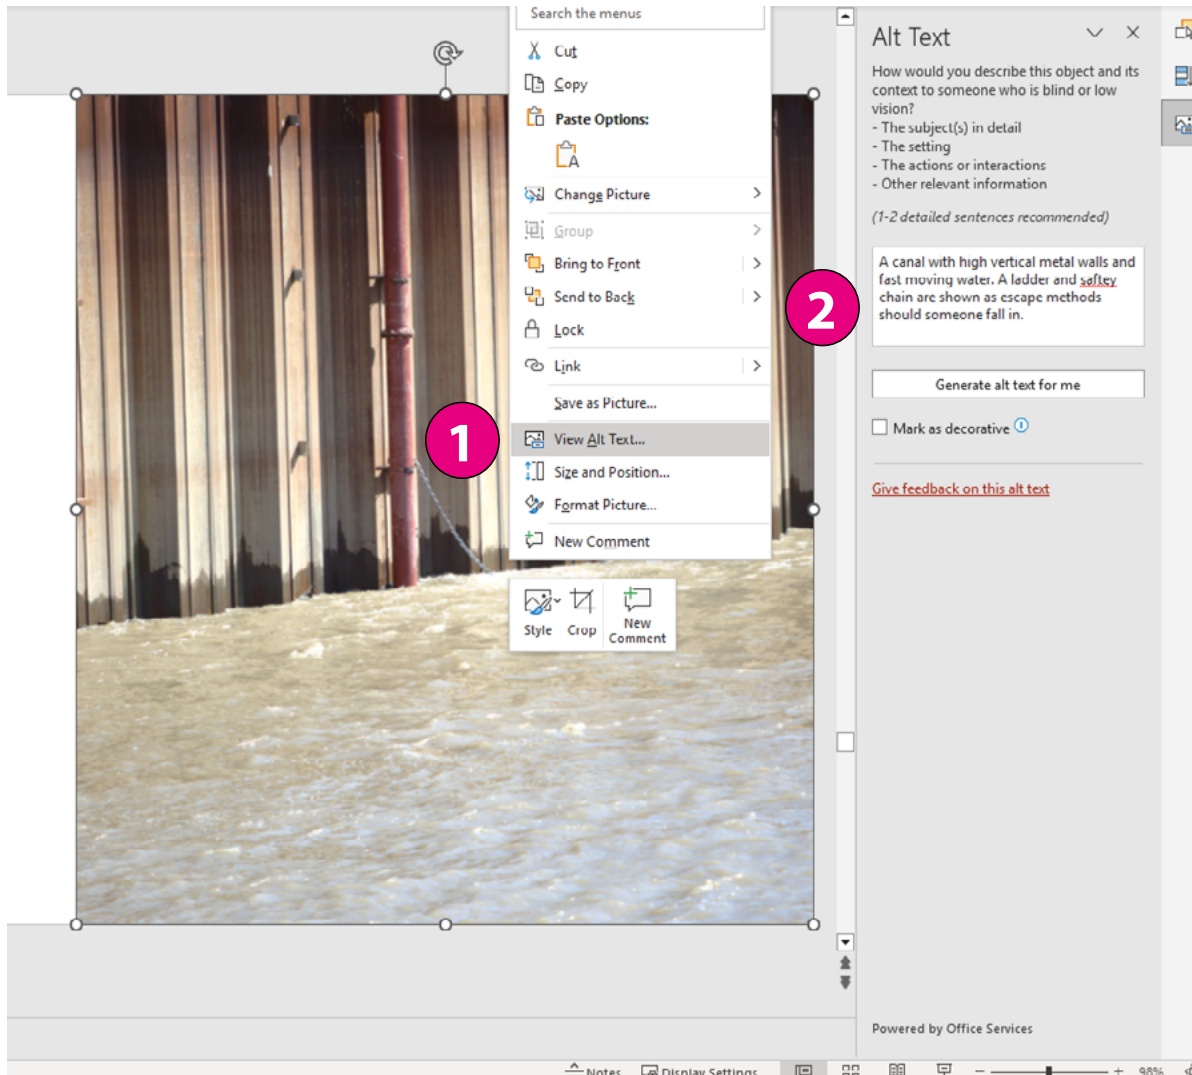 Search the menus
Cut
Copy
Paste Options:
A
Change Picture
Group
Bring to Front
Send to Back
Lock
Link
Save as Picture...
View Alt Text...
Size and Position...
Format Picture...
New Comment
Style
Crop
New
Comment
1
2
Alt Text
How would you describe this object and its
context to someone who is blind or low
vision?
- The subject(s) in detail
- The setting
- The actions or interactions
- Other relevant information
(1-2 detailed sentences recommended)
A canal with high vertical metal walls and
fast moving water. A ladder and saftey
chain are shown as escape methods
should someone fall in.
Generate alt text for me
Mark as decorative
Give feedback on this alt text
Powered by Office Services
Notes
Display Settings
98%